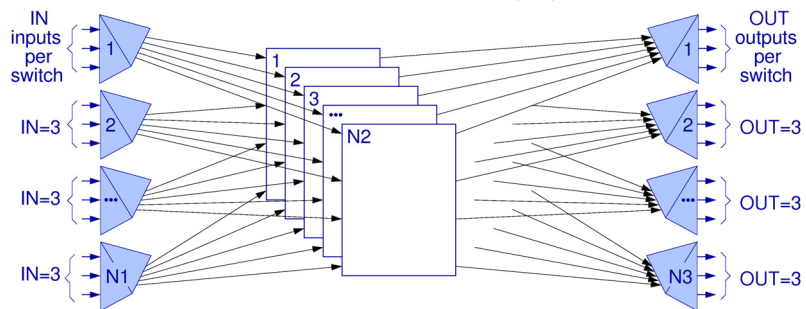 IN
inputs
per
switch
1
1
2
3
•••
N2
1
OUT
outputs
per
switch
IN=3
2
2
OUT=3
IN=3
•••
•••
OUT=3
IN=3
N1
N3
OUT=3